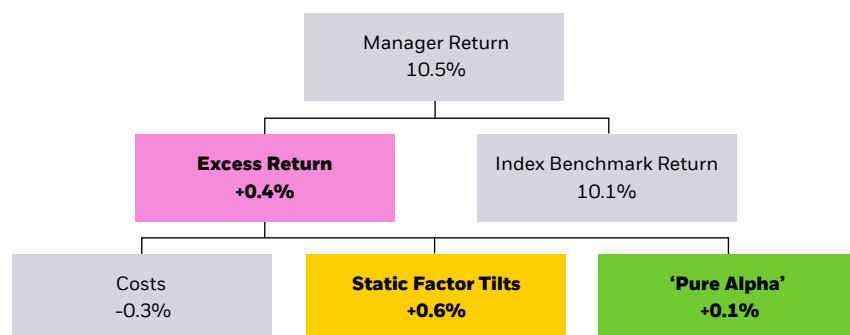 Manager Return
10.5%
Excess Return
+0.4%
Index Benchmark Return
10.1%
Costs
-0.3%
Static Factor Tilts
+0.6%
‘Pure Alpha’
+0.1%